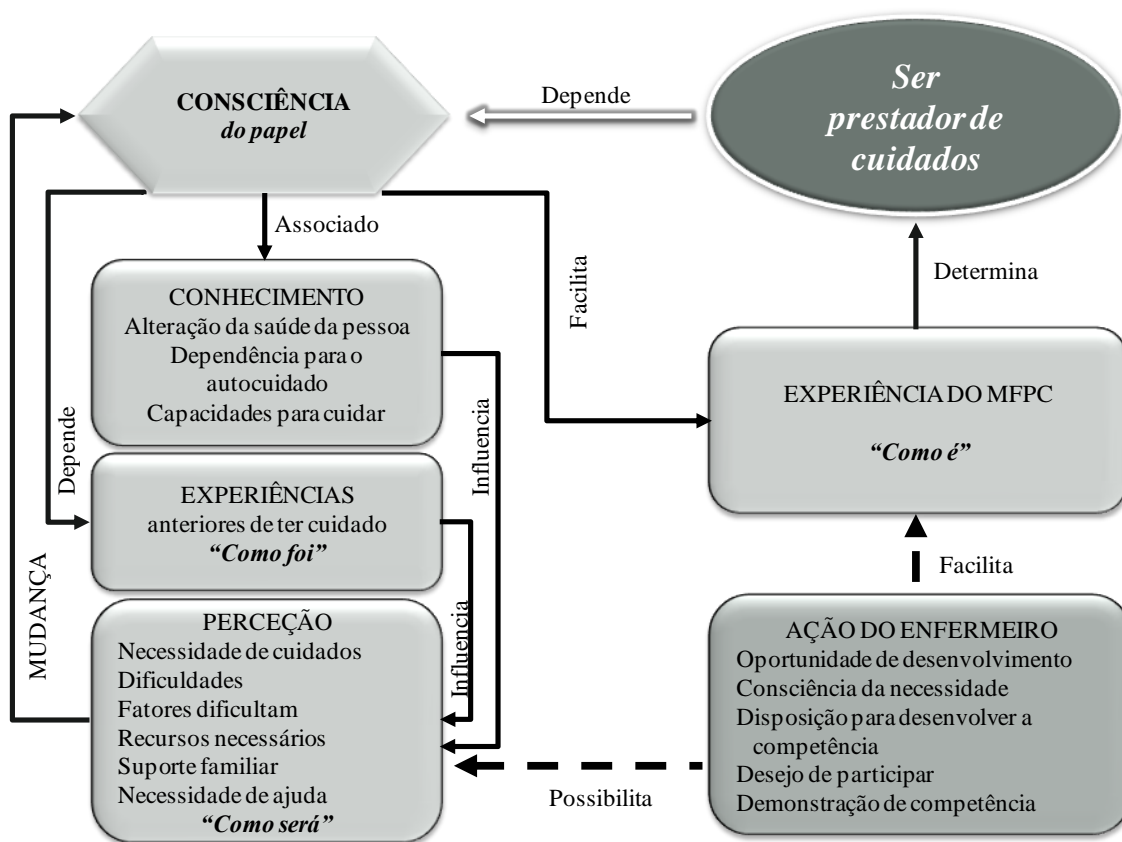 CONSCIÊNCIA
do papel
Depende
Ser
prestador de
cuidados
Associado
CONHECIMENTO
Alteração da saúde da pessoa
Dependência para o
autocuidado
Capacidades para cuidar
Facilita
Determina
EXPERIÊNCIA DO MFPC
“Como é”
Depende
Influencia
EXPERIÊNCIAS
anteriores de ter cuidado
“Como foi”
MUDANÇA
Influencia
Facilita
PERCEÇÃO
Necessidade de cuidados
Dificuldades
Fatores dificultam
Recursos necessários
Suporte familiar
Necessidade de ajuda
“Como será”
Possibilita
AÇÃO DO ENFERMEIRO
Oportunidade de desenvolvimento
Consciência da necessidade
Disposição para desenvolver a
competência
Desejo de participar
Demonstração de competência